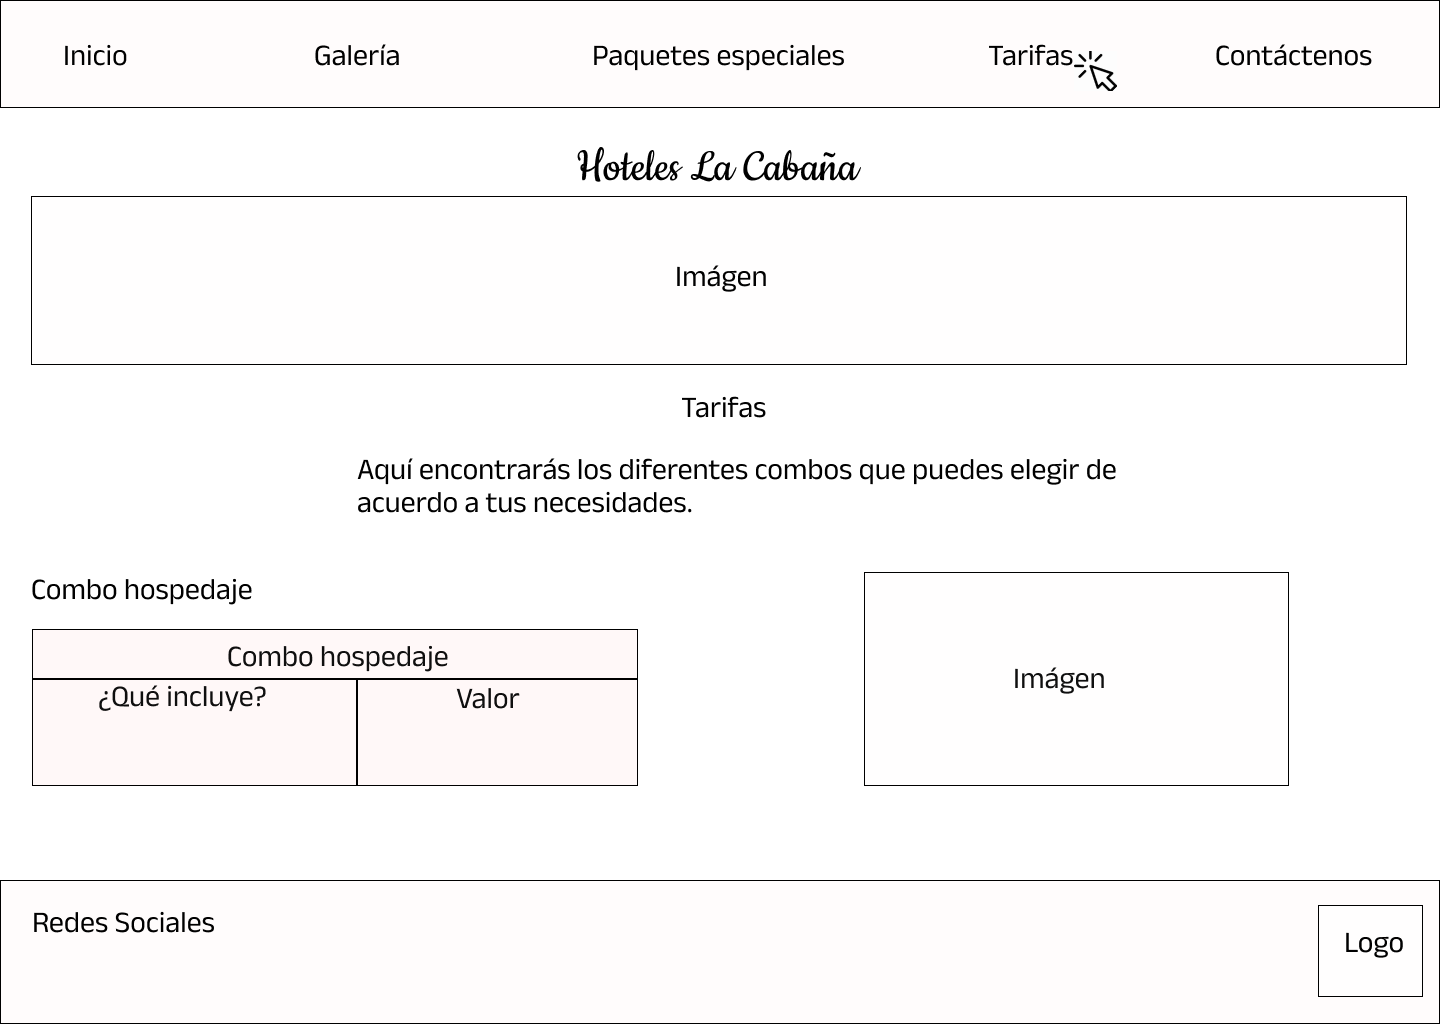 Inicio
Galería
Paquetes especiales
Tarifas
Contáctenos
Hoteles La Cabaña
Imágen
Tarifas
Aquí encontrarás los diferentes combos que puedes elegir de
acuerdo a tus necesidades.
Combo hospedaje
Combo hospedaje
¿Qué incluye?
Valor
Imágen
Redes Sociales
Logo